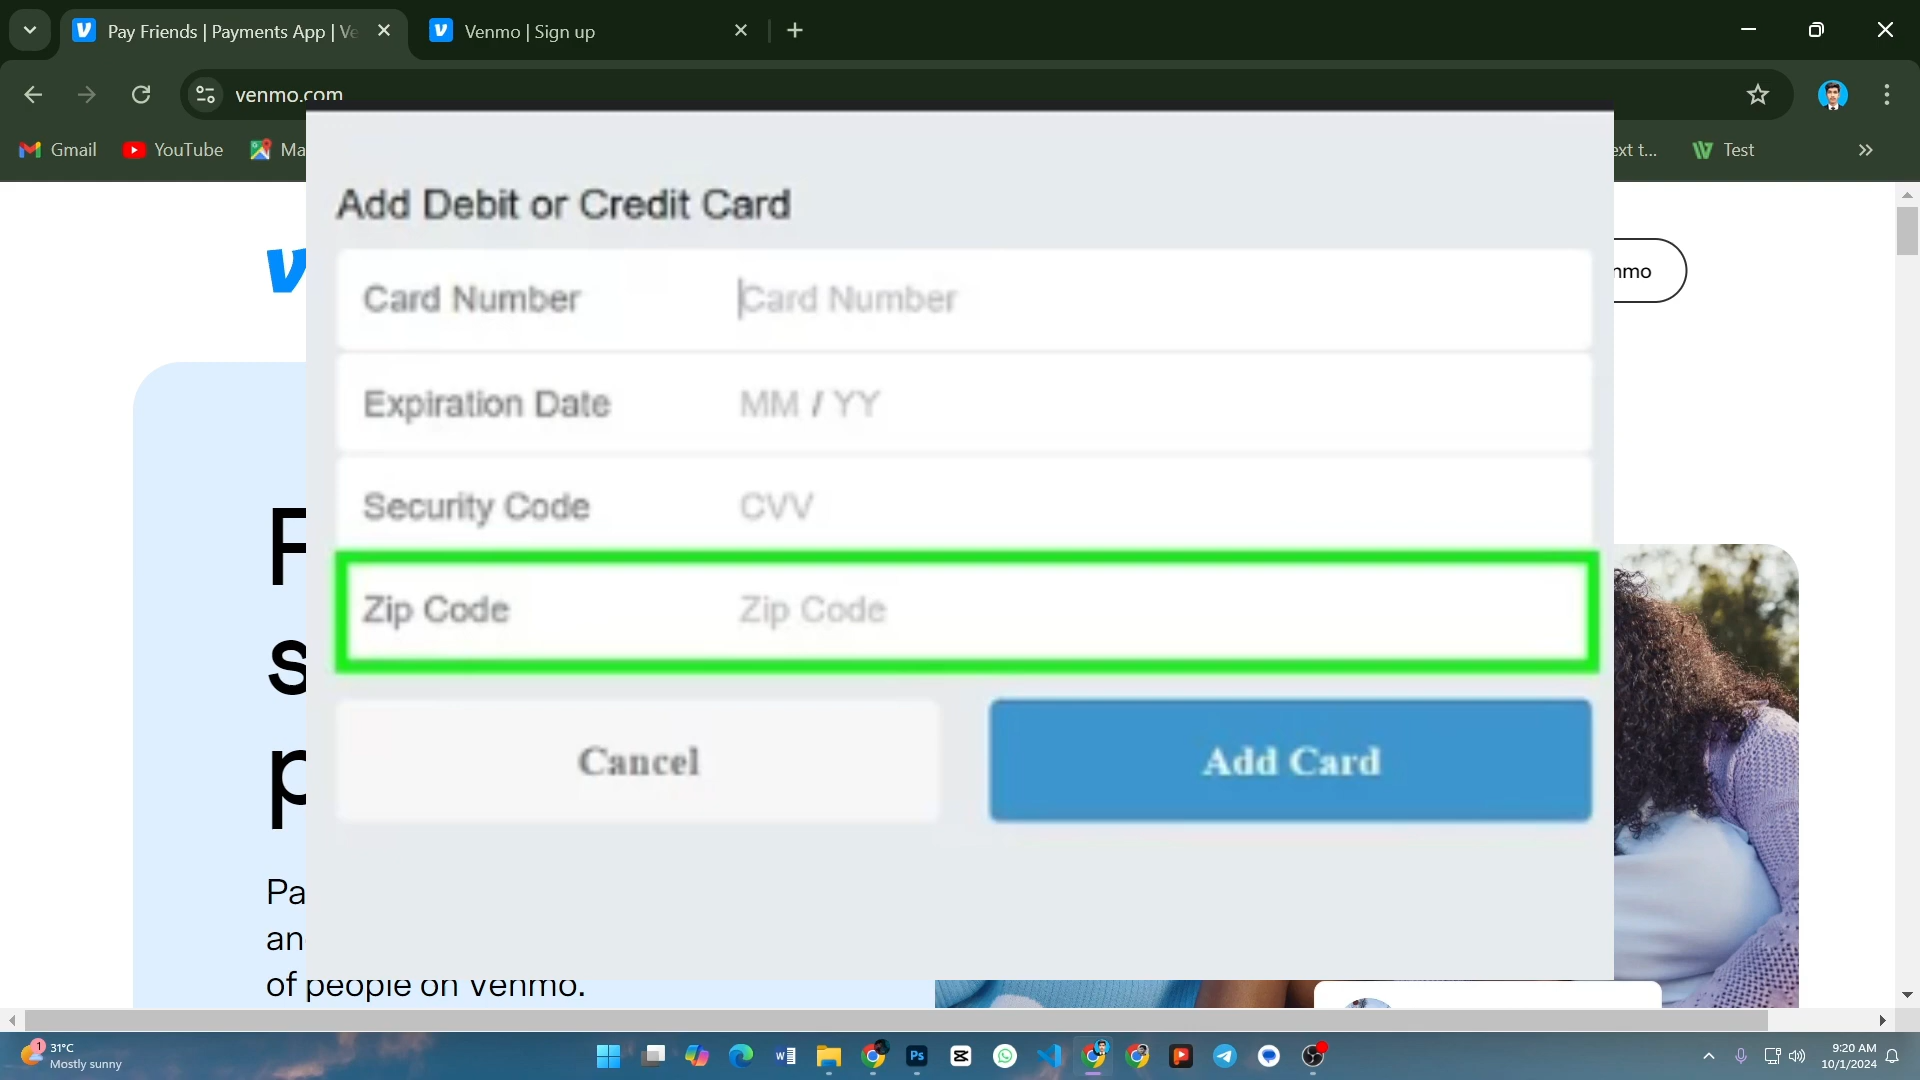 Pay Friends | Payments App | Ve
Venmo | Sign up
venmo.com
Gmail
YouTube
Ma
ext t...
Test
Add Debit or Credit Card
nmo
Card Number
Card Number
Expiration Date
MM / YY
Security Code
CVV
Zip Code
Zip Code
Cancel
Add Card
F
s
p
Pa
an
of people on Venmo.
1
31°C
Mostly sunny
Ps
9:20 AM
10/1/2024